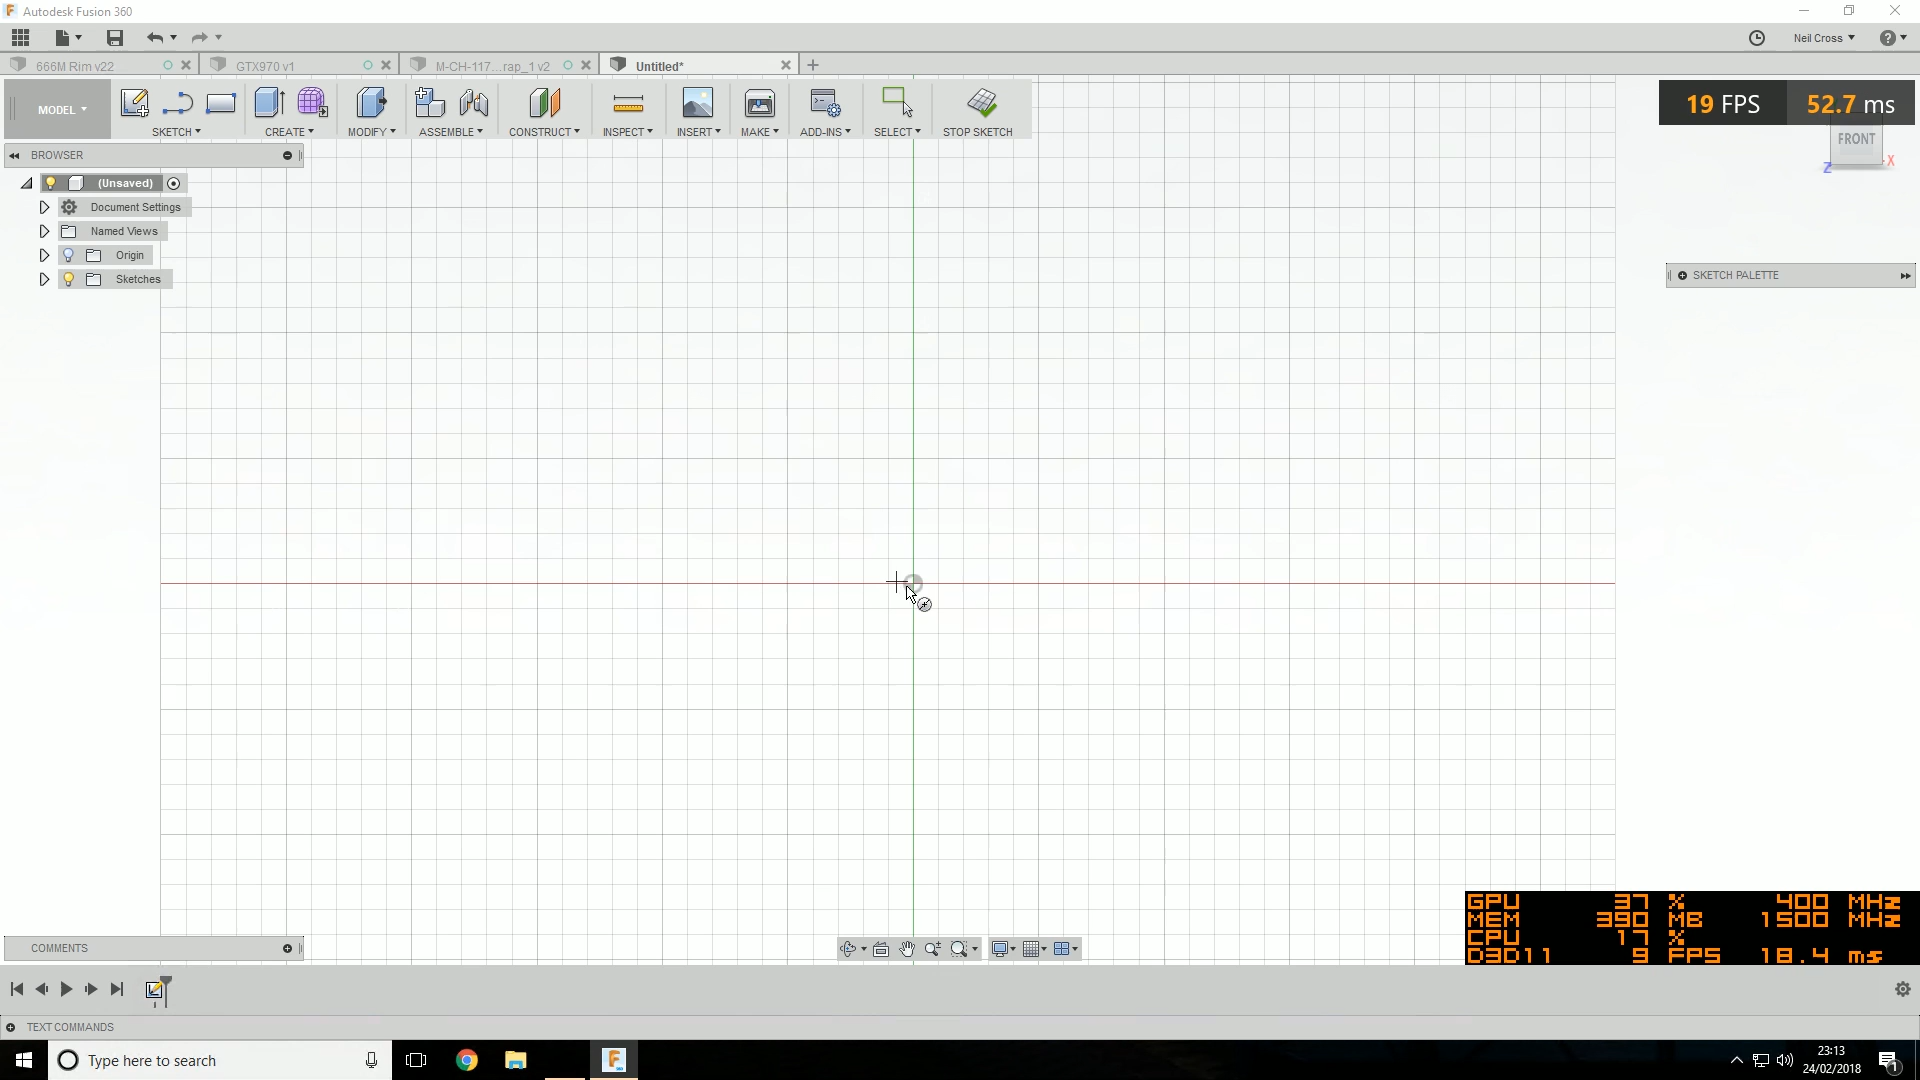 Autodesk Fusion 360
Neil Cross
666M Rim v22
GTX970 v1
M-CH-117...rap_1 v2
Untitled*
MODEL
SKETCH
CREATE
MODIFY
ASSEMBLE
CONSTRUCT
INSPECT
INSERT
MAKE
ADD-INS
SELECT
STOP SKETCH
19 FPS 52.7 ms
FRONT
Z
X
BROWSER
(Unsaved)
Document Settings
Named Views
Origin
Sketches
SKETCH PALETTE
GPU 37 % 400 MHz
MEM 390 MB 1500 MHz
CPU 17 %
D3D11 9 FPS 18.4 ms
COMMENTS
TEXT COMMANDS
Type here to search
23:13
24/02/2018
1